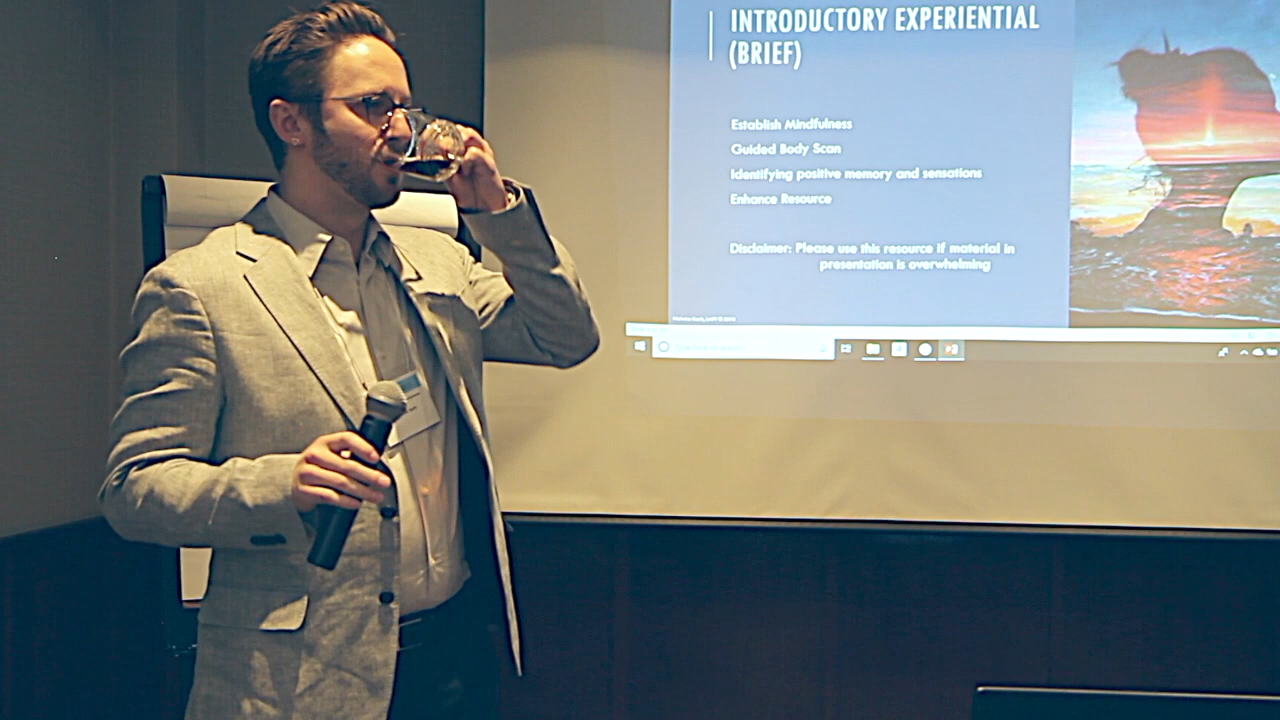 INTRODUCTORY EXPERIENTIAL
(BRIEF)
Establish Mindfulness
Guided Body Scan
Identifying positive memory and sensations
Enhance Resource
Disclaimer: Please use this resource if material in
presentation is overwhelming